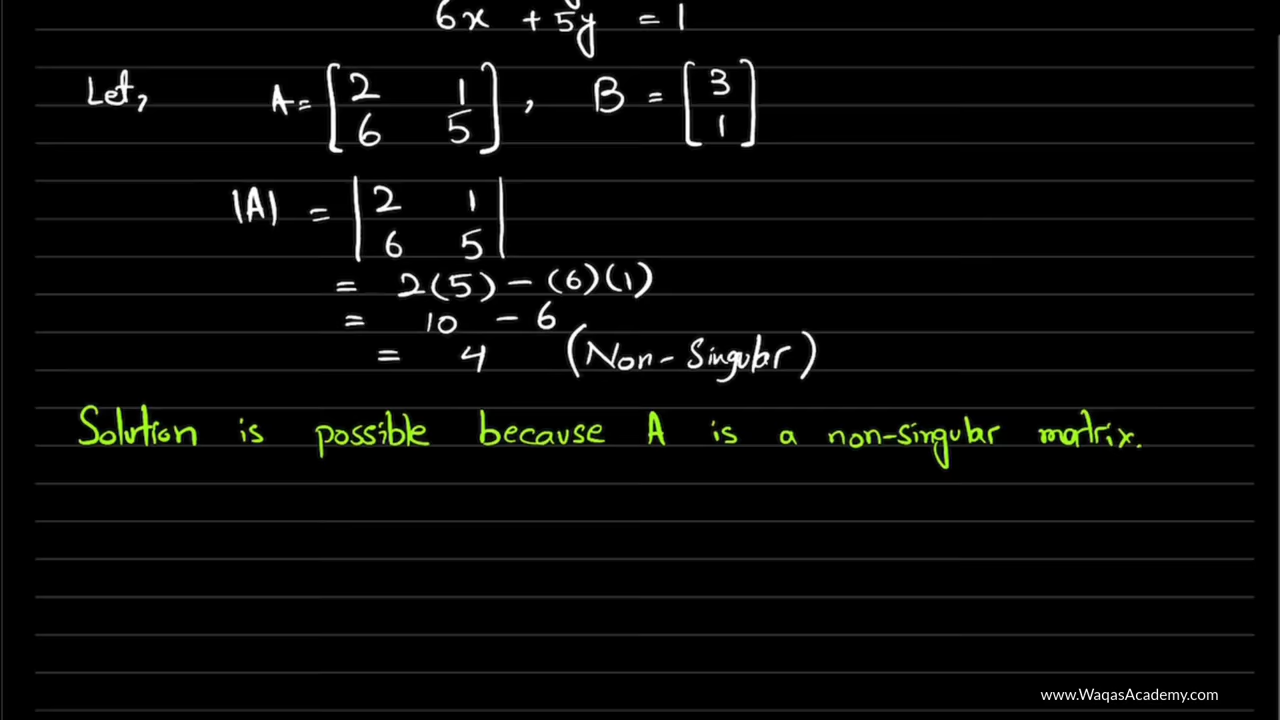 6x + 5y = 1
Let, A = [2 1 6 5], B = [3 1]
|A| = |2 1 6 5|
= 2(5) - (6)(1)
= 10 - 6
= 4 (Non-Singular)
Solution is possible because A is a non-singular matrix.
www.WaqasAcademy.com